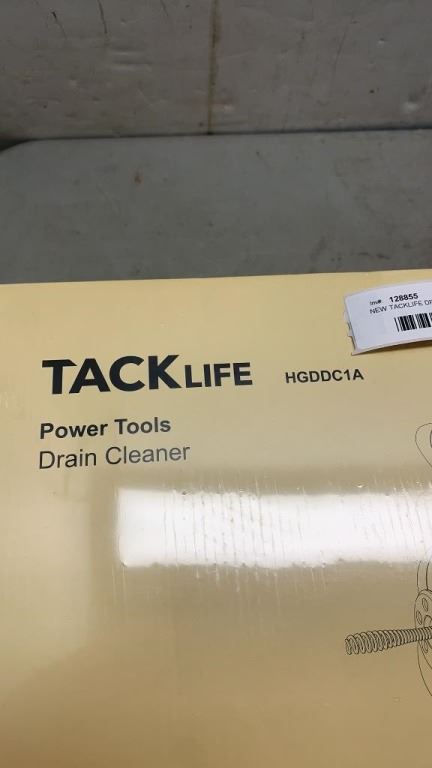 Inv# 128855
NEW TACKLIFE
TACKLIFE HGDDC1A
Power Tools
Drain Cleaner